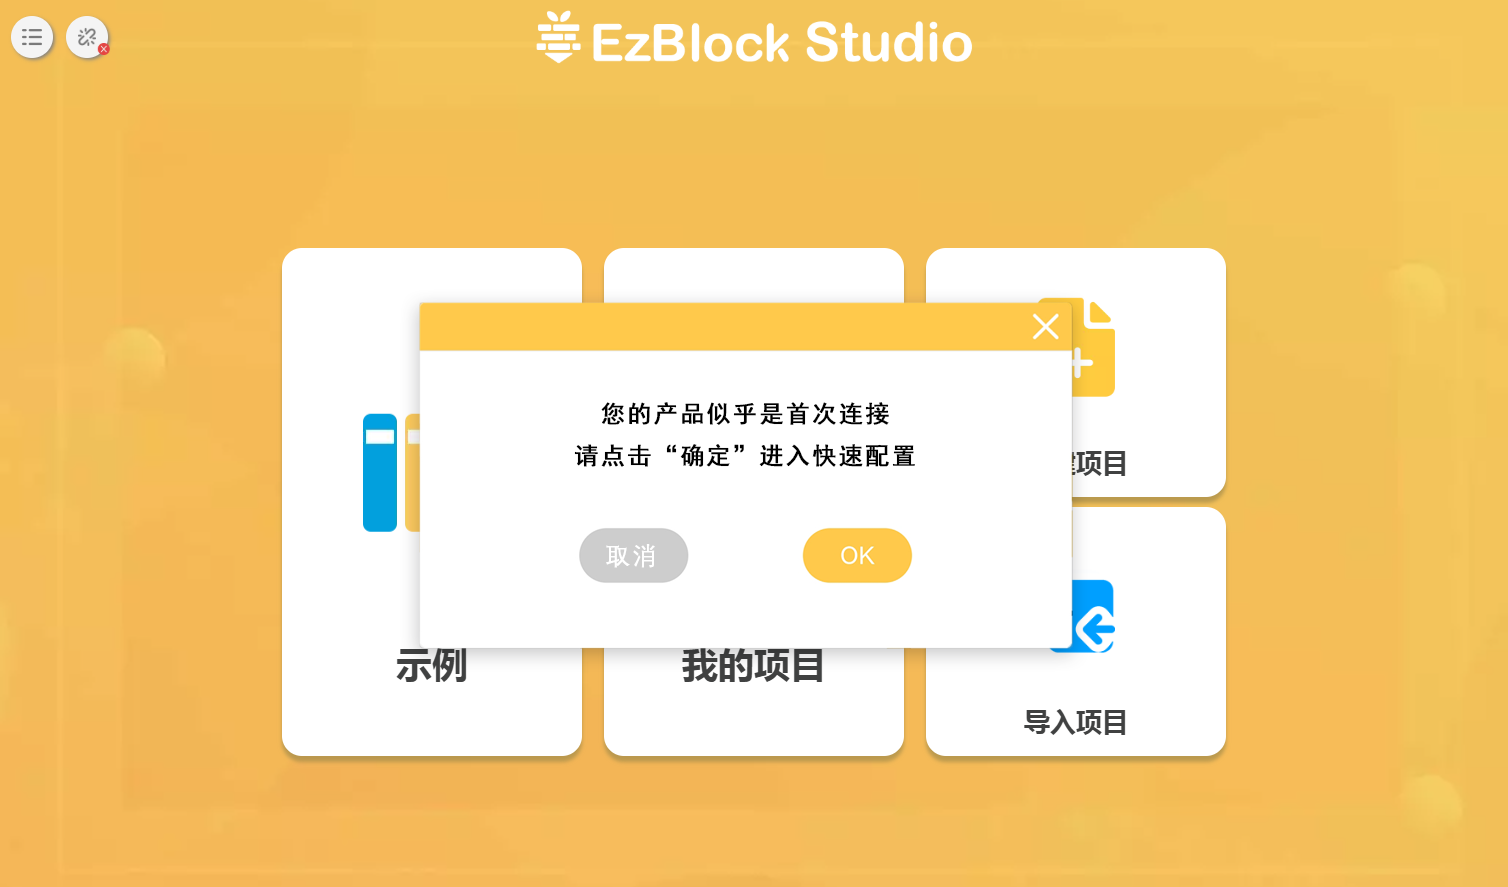 EzBlock Studio
您的产品似乎是首次连接
请点击“确定”进入快速配置
取消
OK
项目
示例
我的项目
导入项目